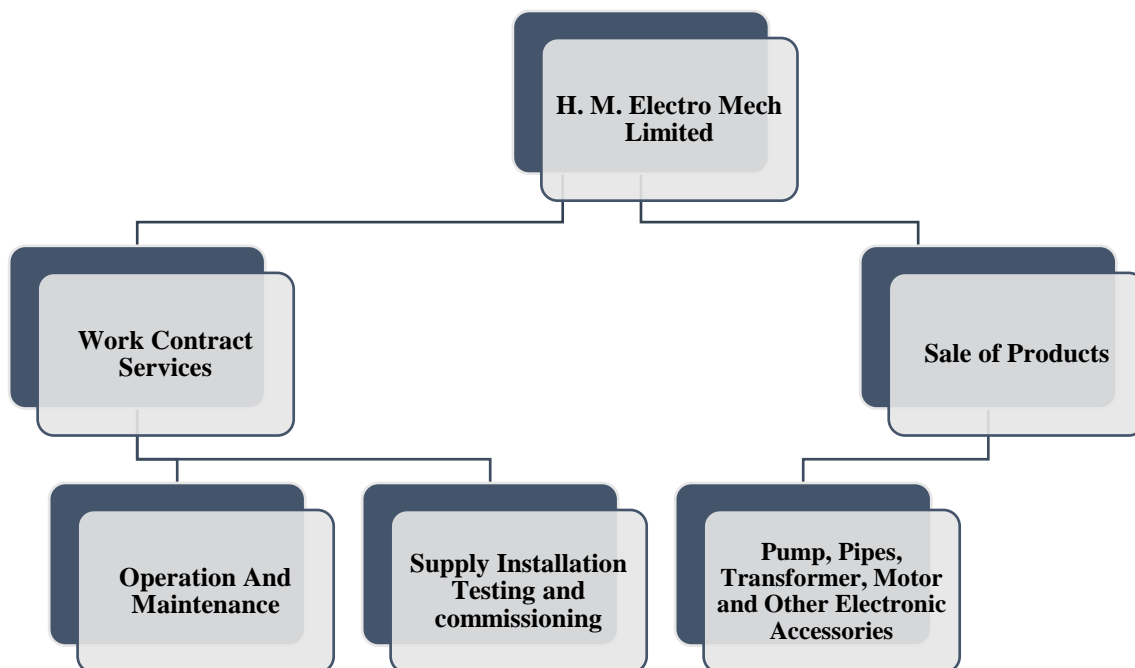 H. M. Electro Mech
Limited
Work Contract
Services
Sale of Products
Operation And
Maintenance
Supply Installation
Testing and
commissioning
Pump, Pipes,
Transformer, Motor
and Other Electronic
Accessories